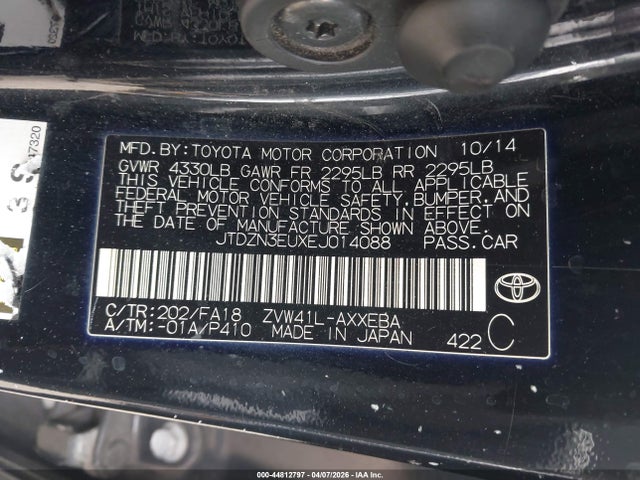 47320
3
MFD.BY:TOYOTA MOTOR CORPORATION 10/14
GVWR 4330LB GAWR FR 2295LB RR 2295LB
THIS VEHICLE CONFORMS TO ALL APPLICABLE
FEDERAL MOTOR VEHICLE SAFETY,BUMPER,AND
THEFT PREVENTION STANDARDS IN EFFECT ON
THE DATE OF MANUFACTURE SHOWN ABOVE.
JTDZN3EUXEJ014088 PASS.CAR
C/TR:202/FA18 ZVW41L-AXXEBA
A/TM:-01A/P410 MADE IN JAPAN 422 C
000-44812797 - 04/07/2026 - IAA Inc.